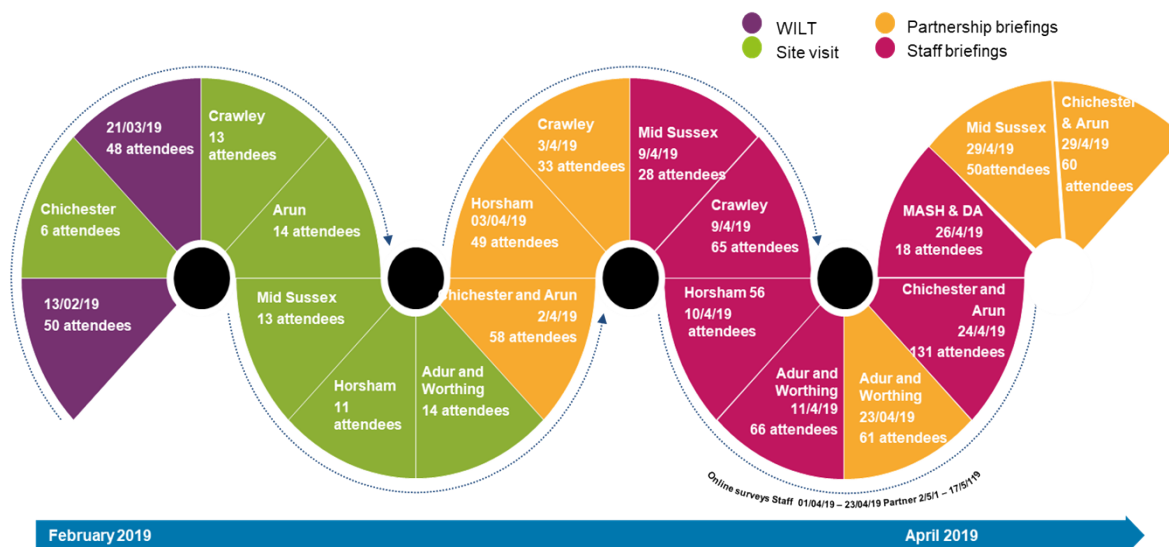 WILT
Site visit
Partnership briefings
Staff briefings
13/02/19
50 attendees
Chichester
6 attendees
21/03/19
48 attendees
Crawley
13
attendees
Arun
14 attendees
Mid Sussex
13 attendees
Horsham
11
attendees
Adur and
Worthing
14 attendees
Chichester and Arun
2/4/19
58 attendees
Horsham
03/04/19
49 attendees
Crawley
3/4/19
33 attendees
Mid Sussex
9/4/19
28 attendees
Crawley
9/4/19
65 attendees
Horsham 56
10/4/19
attendees
Adur and
Worthing
11/4/19
66 attendees
Adur and
Worthing
23/04/19
61 attendees
Chichester and
Arun
24/4/19
131 attendees
MASH & DA
26/4/19
18 attendees
Mid Sussex
29/4/19
50attendees
Chichester
& Arun
29/4/19
60
attendees
Online surveys Staff 01/04/19 – 23/04/19 Partner 2/5/1 – 17/5/119
February 2019
April 2019